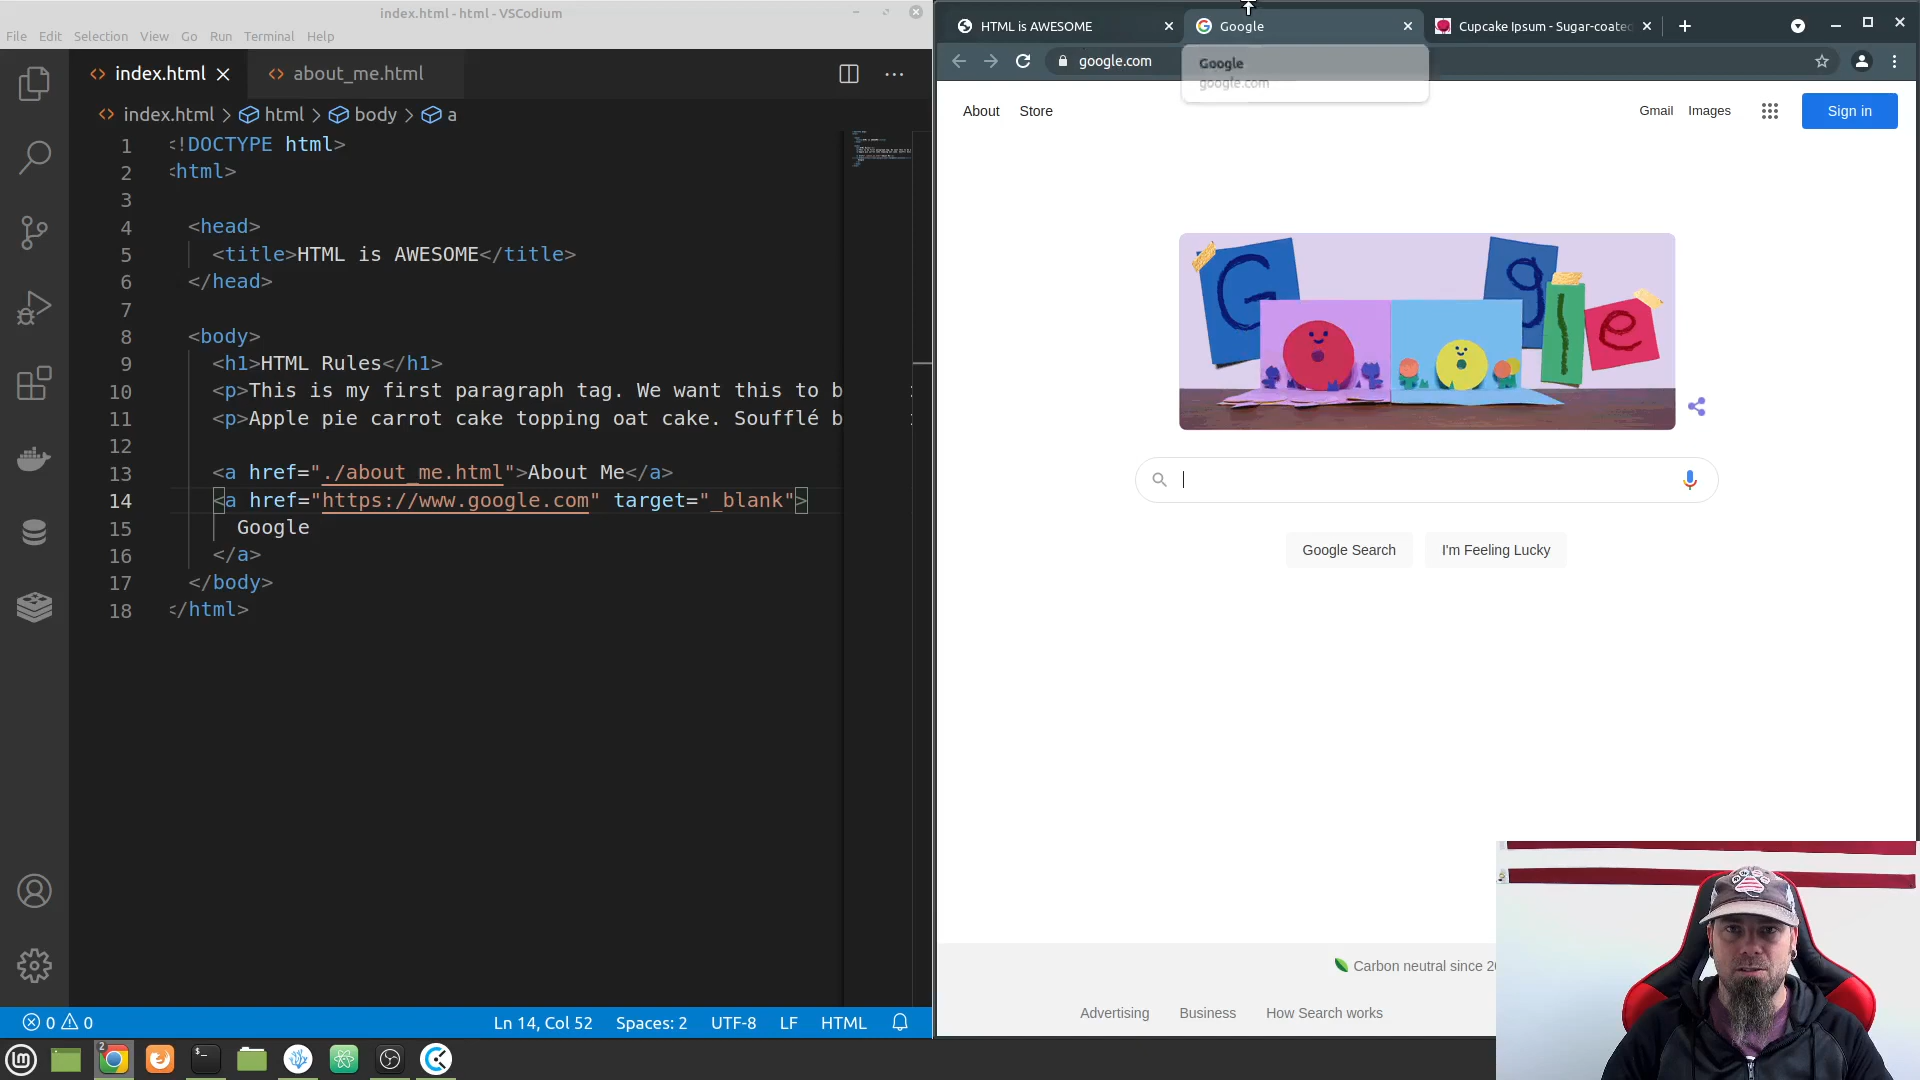 index.html - html - VSCodium
File Edit Selection View Go Run Terminal Help
index.html about_me.html
index.html > html > body > a
1 <!DOCTYPE html>
2 <html>
3
4 <head>
5 <title>HTML is AWESOME</title>
6 </head>
7
8 <body>
9 <h1>HTML Rules</h1>
10 <p>This is my first paragraph tag. We want this to b
11 <p>Apple pie carrot cake topping oat cake. Soufflé b
12
13 <a href="./about_me.html">About Me</a>
14 <a href="https://www.google.com" target="_blank">
15 Google
16 </a>
17 </body>
18 </html>
0 0 Ln 14, Col 52 Spaces: 2 UTF-8 LF HTML
HTML is AWESOME Google Cupcake Ipsum - Sugar-coated
google.com
Google
google.com
About Store Gmail Images Sign in
G g l e
Google Search I'm Feeling Lucky
Carbon neutral since 20
Advertising Business How Search works
2